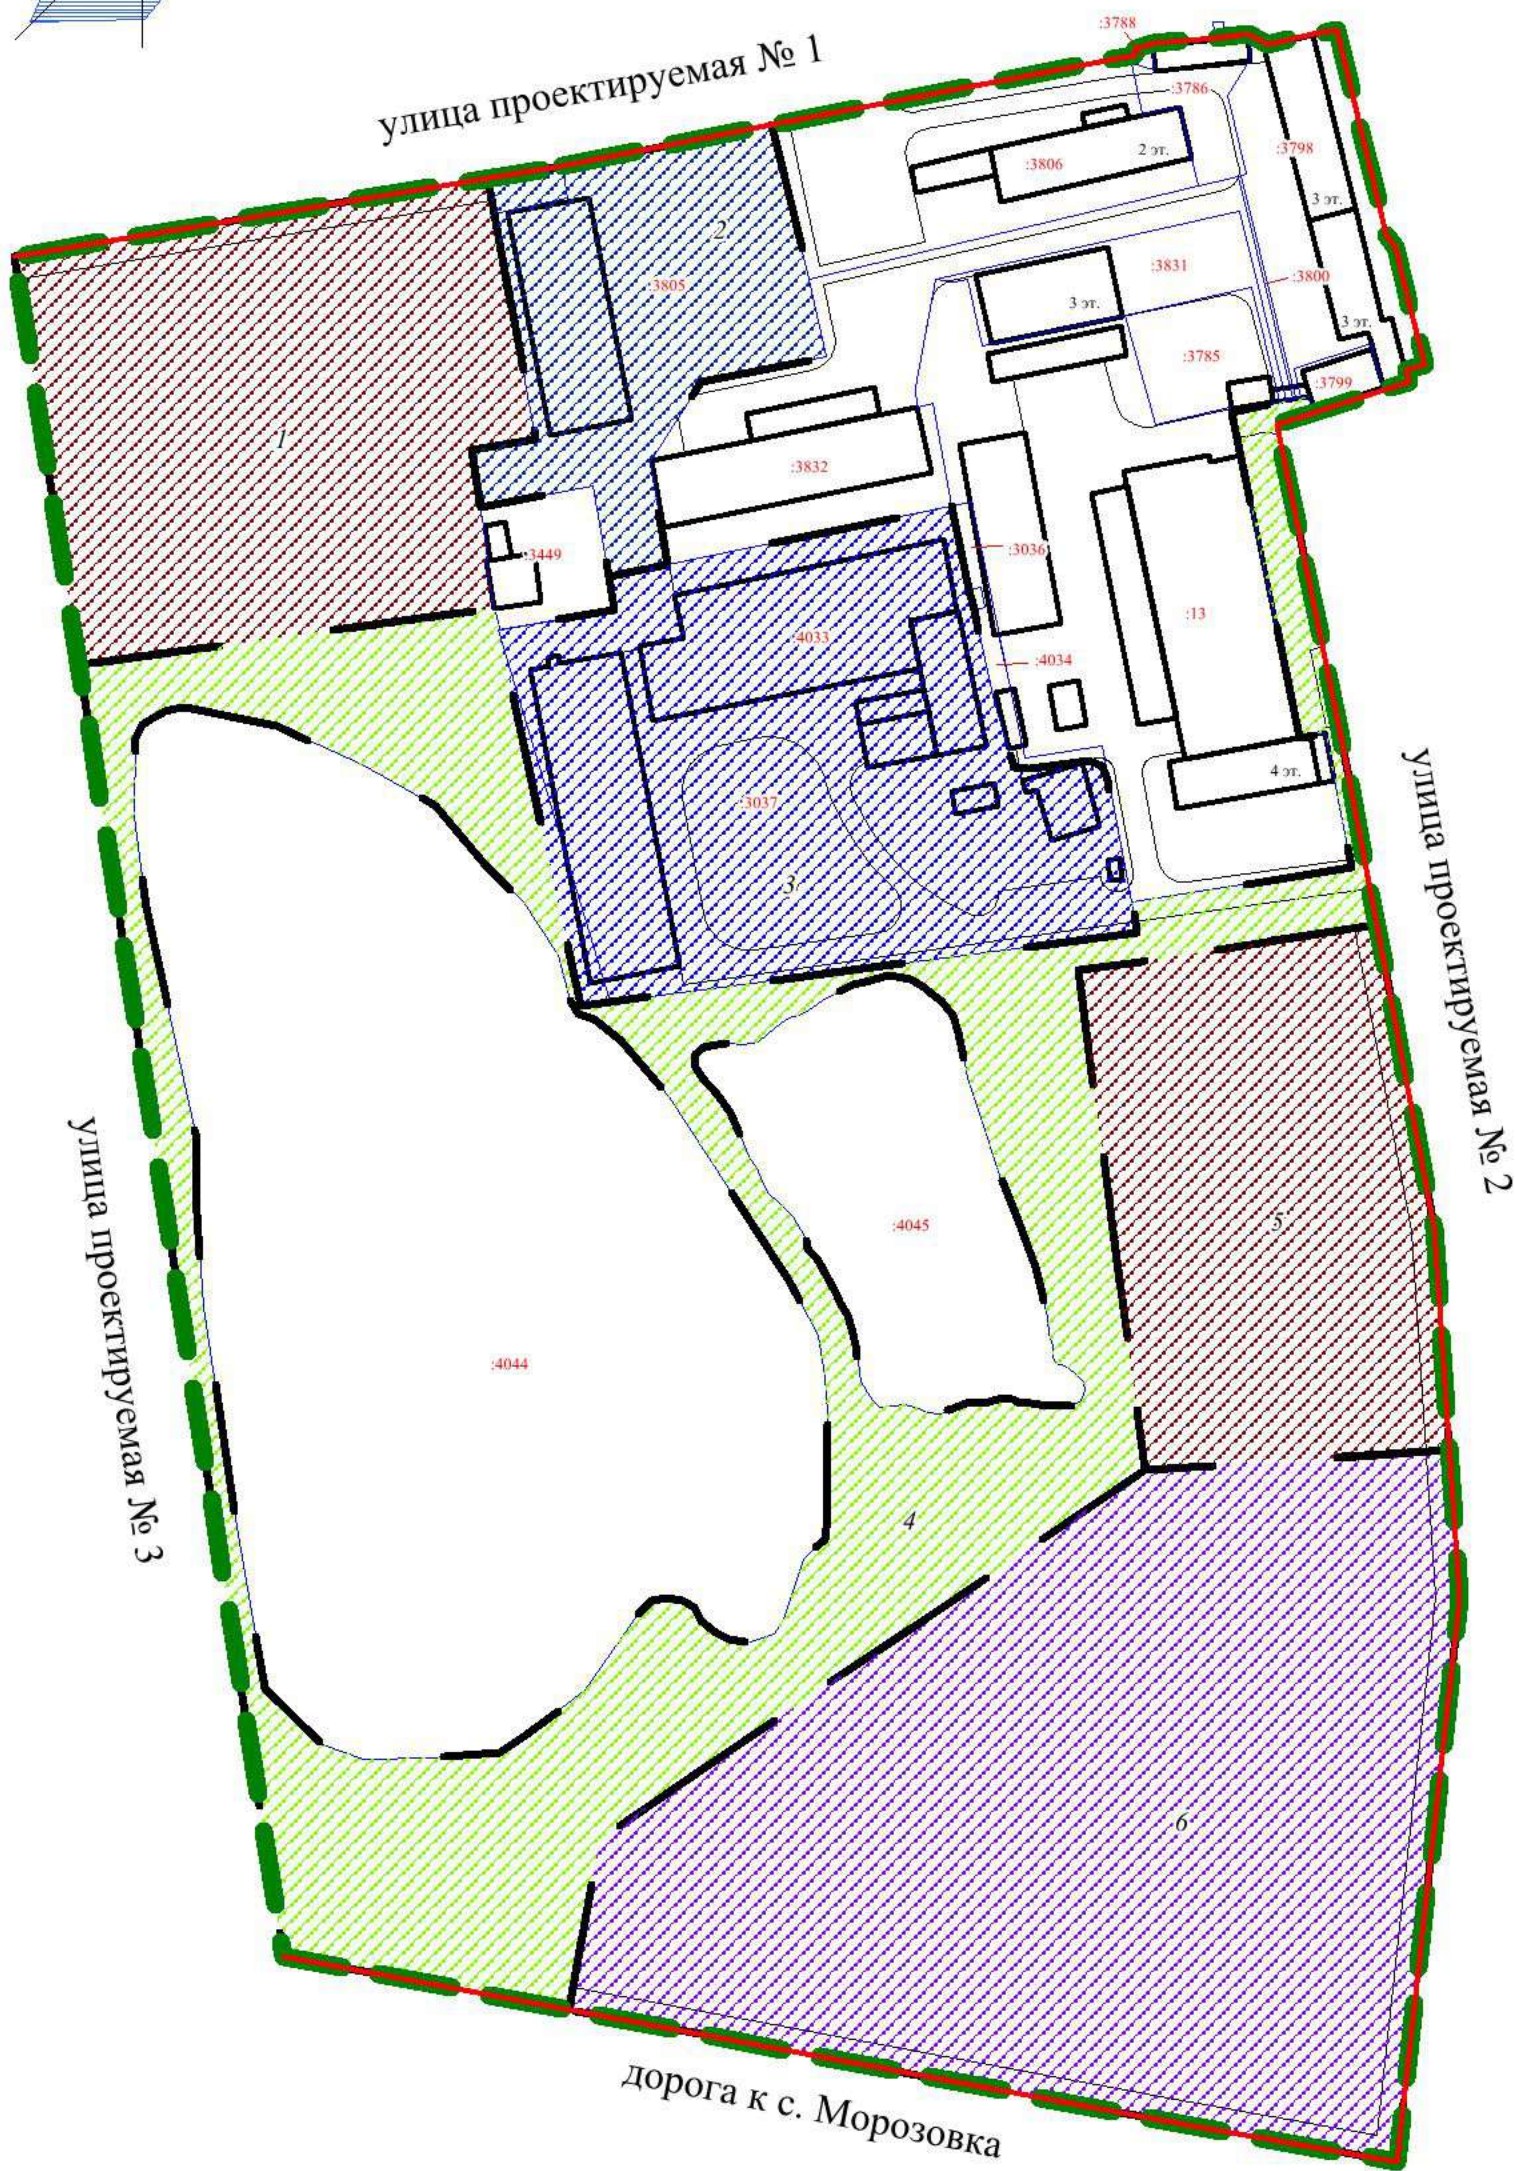 :3788
улица проектируемая № 1
:3786
2 эт.
:3798
:3806
3 эт.
2
:3831
:3800
:3805
3 эт.
3 эт.
:3785
:3799
1
:3832
:3449
:3036
:13
:4033
:4034
4 эт.
:3037
3
улица проектируемая № 2
улица проектируемая № 3
5
:4045
:4044
4
6
дорога к с. Морозовка